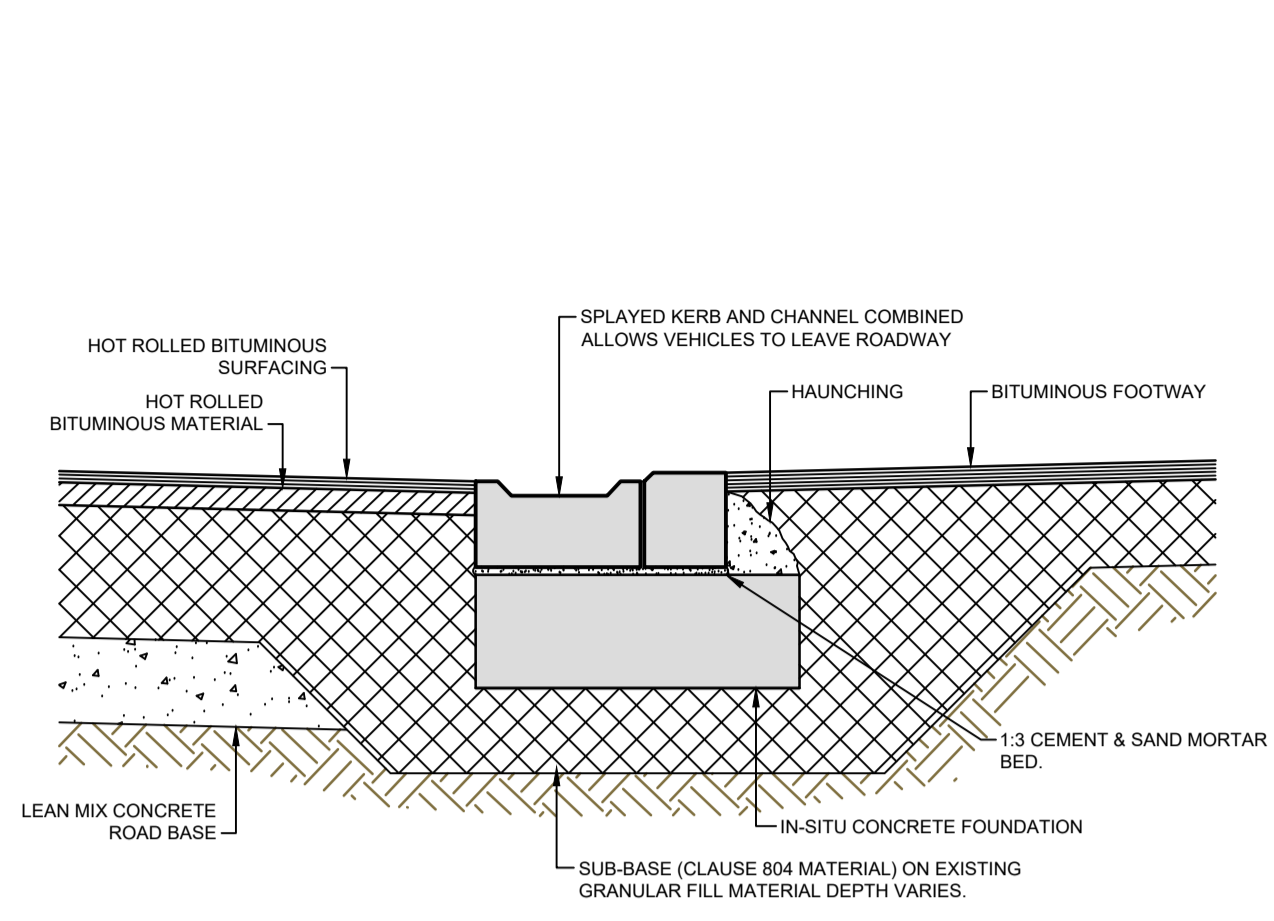 SPLAYED KERB AND CHANNEL COMBINED
ALLOWS VEHICLES TO LEAVE ROADWAY
HOT ROLLED BITUMINOUS
SURFACING
HOT ROLLED
BITUMINOUS MATERIAL
HAUNCHING
BITUMINOUS FOOTWAY
1:3 CEMENT & SAND MORTAR
BED.
LEAN MIX CONCRETE
ROAD BASE
IN-SITU CONCRETE FOUNDATION
SUB-BASE (CLAUSE 804 MATERIAL) ON EXISTING
GRANULAR FILL MATERIAL DEPTH VARIES.